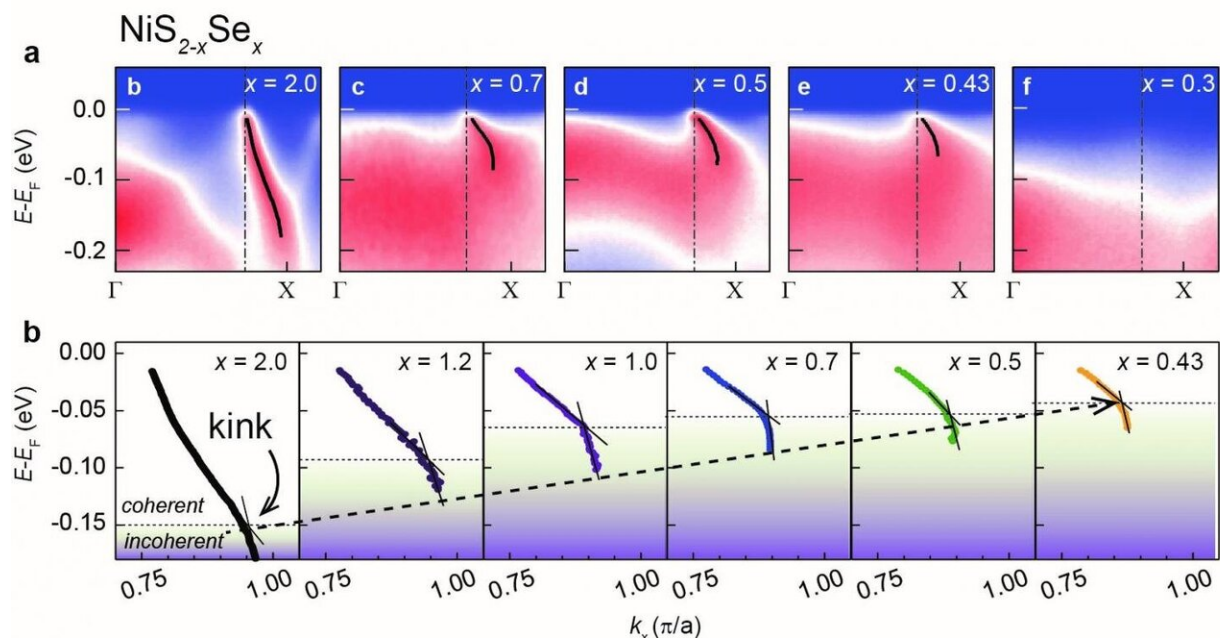 NiS2-xSex
a
b x = 2.0
c x = 0.7
d x = 0.5
e x = 0.43
f x = 0.3
E-EF (eV)
0.0
-0.1
-0.2
Γ X Γ X Γ X Γ X Γ X
b
x = 2.0
x = 1.2
x = 1.0
x = 0.7
x = 0.5
x = 0.43
E-EF (eV)
0.00
-0.05
-0.10
-0.15
kink
coherent
incoherent
0.75 1.00 0.75 1.00 0.75 1.00 0.75 1.00 0.75 1.00 0.75 1.00
kx (π/a)